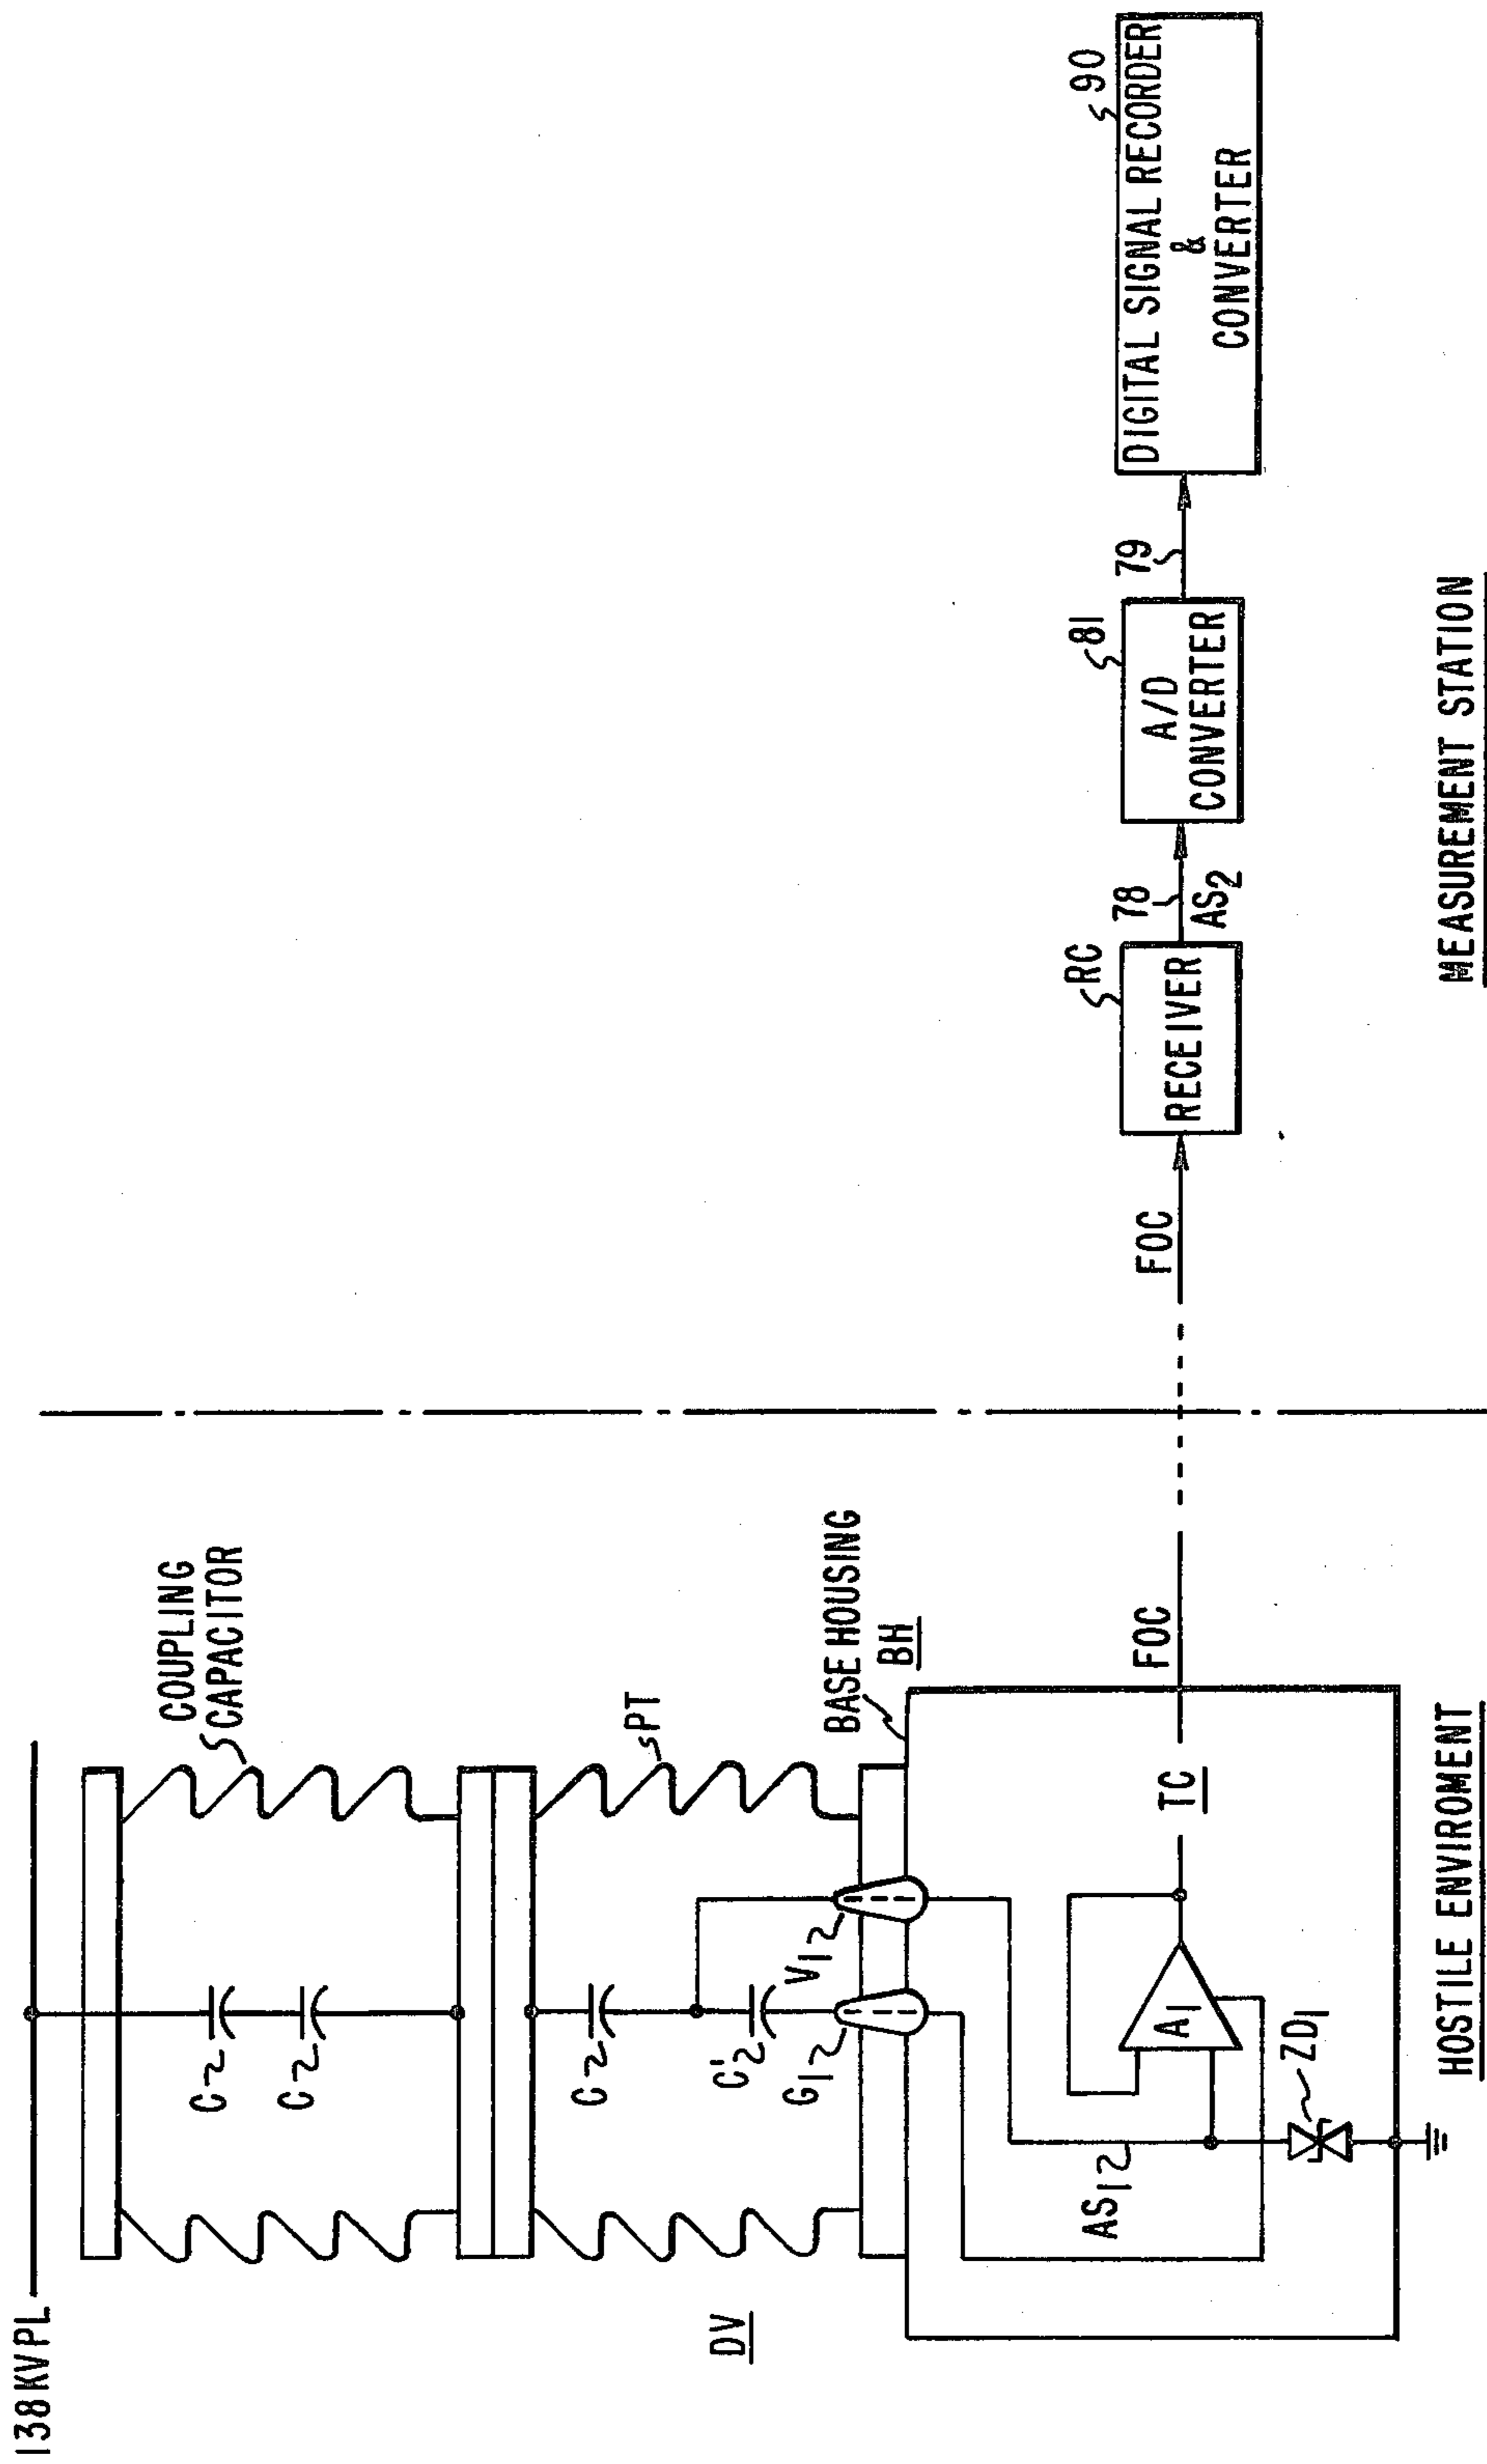 138KVPL
COUPLING
CAPACITOR
C
C
PT
C
C'
DV
G1
V1
BASE HOUSING
BH
AS1
A1
TC
FOC
ZD1
HOSTILE ENVIROMENT
FOC
RC
RECEIVER
78
AS2
81
A/D
CONVERTER
79
90
DIGITAL SIGNAL RECORDER
&
CONVERTER
MEASUREMENT STATION